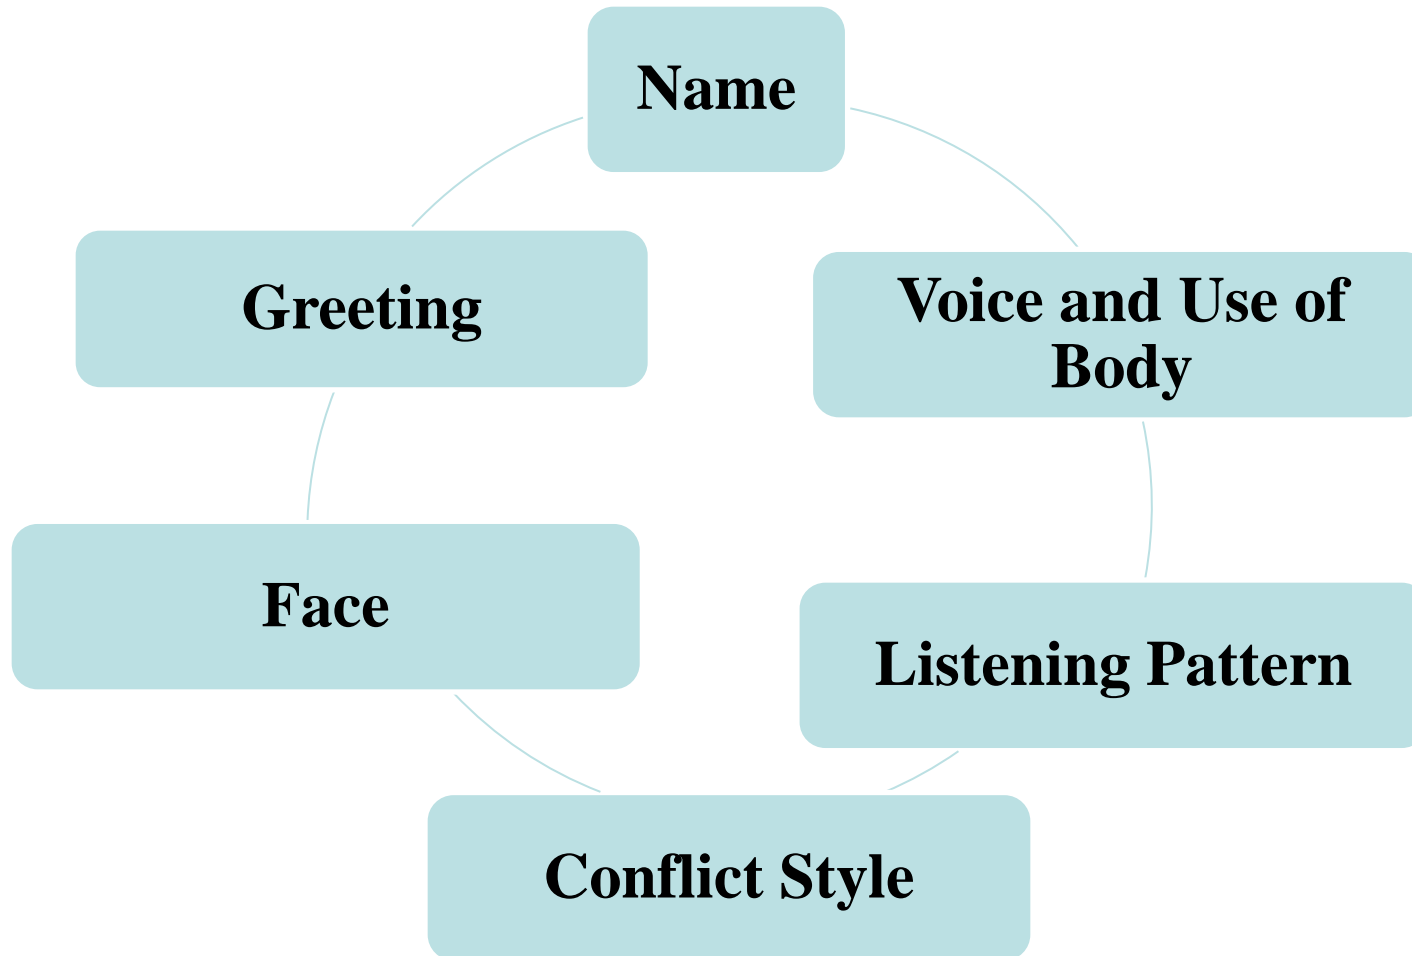 Name
Greeting
Voice and Use of
Body
Face
Listening Pattern
Conflict Style